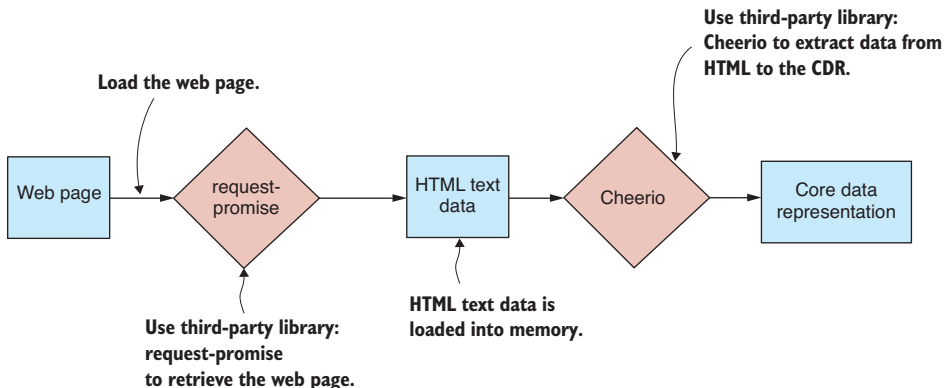 Use third-party library:
Cheerio to extract data from
HTML to the CDR.
Load the web page.
Web page
request-
promise
HTML text
data
Cheerio
Core data
representation
HTML text data is
loaded into memory.
Use third-party library:
request-promise
to retrieve the web page.